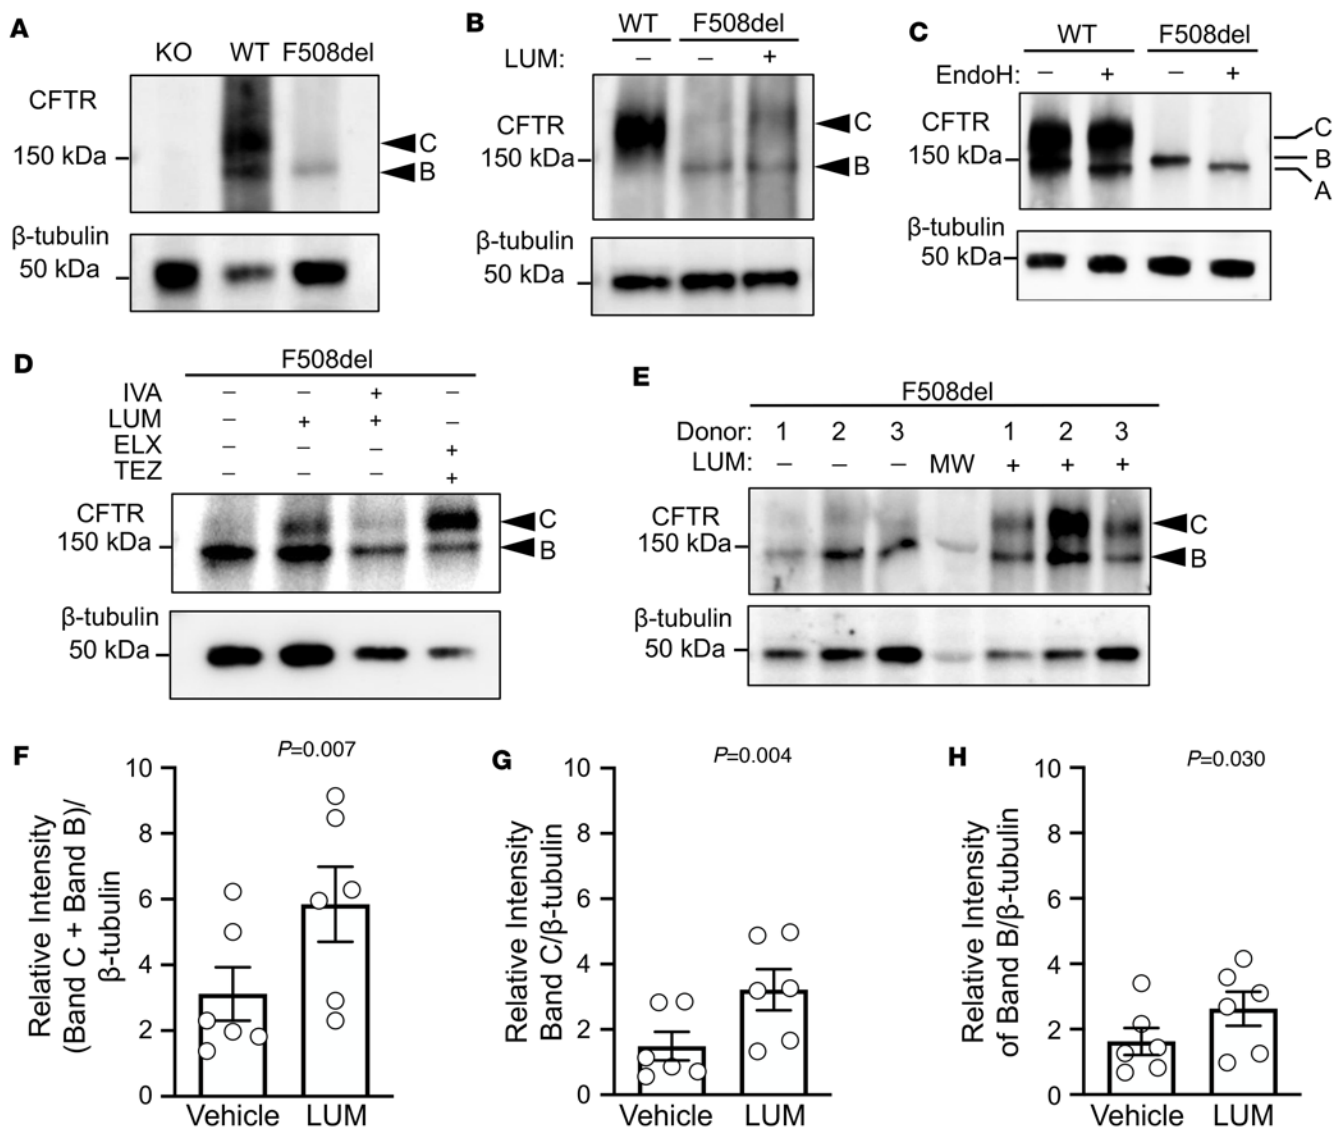 A
KO WT F508del
CFTR
150 kDa
C
B
β-tubulin
50 kDa
B
WT F508del
LUM: – – +
CFTR
150 kDa
C
B
β-tubulin
50 kDa
C
WT F508del
EndoH: – + – +
CFTR
150 kDa
C
B
A
β-tubulin
50 kDa
D
F508del
IVA – – + –
LUM – + + –
ELX – – – +
TEZ – – – +
CFTR
150 kDa
C
B
β-tubulin
50 kDa
E
F508del
Donor: 1 2 3 1 2 3
LUM: – – – MW + + +
CFTR
150 kDa
C
B
β-tubulin
50 kDa
F
P=0.007
Relative Intensity
(Band C + Band B)/
β-tubulin
10
8
6
4
2
0
Vehicle LUM
G
P=0.004
Relative Intensity
Band C/β-tubulin
10
8
6
4
2
0
Vehicle LUM
H
P=0.030
Relative Intensity
of Band B/β-tubulin
10
8
6
4
2
0
Vehicle LUM